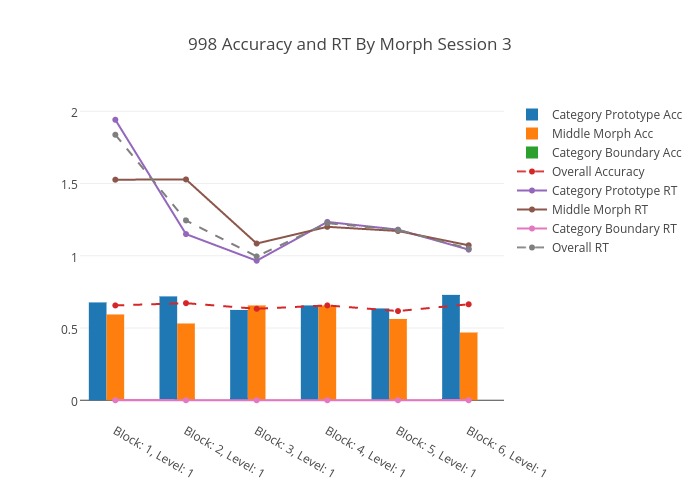 998 Accuracy and RT By Morph Session 3
2
1.5
1
0.5
0
Block: 1, Level: 1
Block: 2, Level: 1
Block: 3, Level: 1
Block: 4, Level: 1
Block: 5, Level: 1
Block: 6, Level: 1
Category Prototype Acc
Middle Morph Acc
Category Boundary Acc
Overall Accuracy
Category Prototype RT
Middle Morph RT
Category Boundary RT
Overall RT